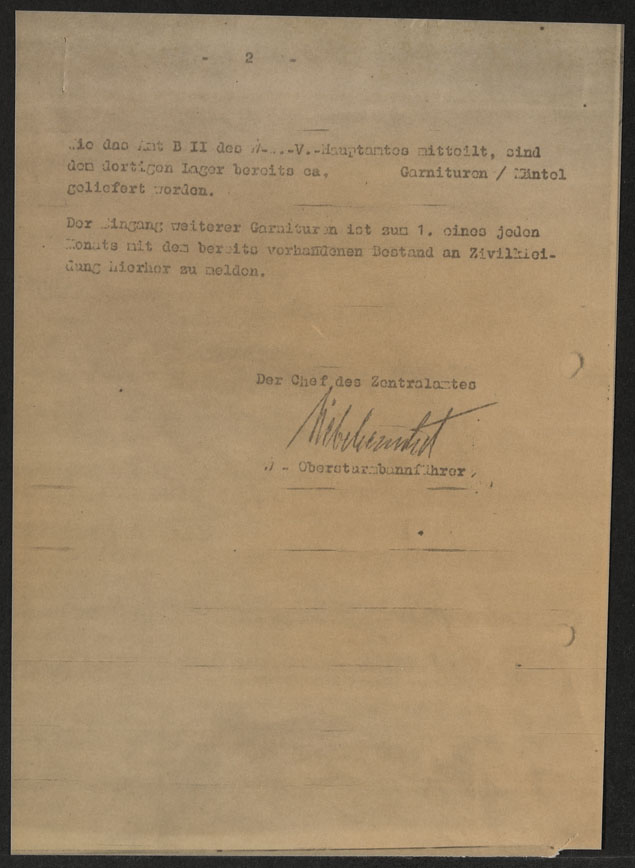 - 2 -
Wie das Amt B II des W.-V.-Hauptamtes mitteilt, sind
dem dortigen Lager bereits ca. Garnituren / Mäntel
geliefert worden.
Der Eingang weiterer Garnituren ist zum 1. eines jeden
Monats mit dem bereits vorhandenen Bestand an Zivilklei-
dung hierher zu melden.
Der Chef des Zentralamtes
Liebehenschel
- Obersturmbannführer